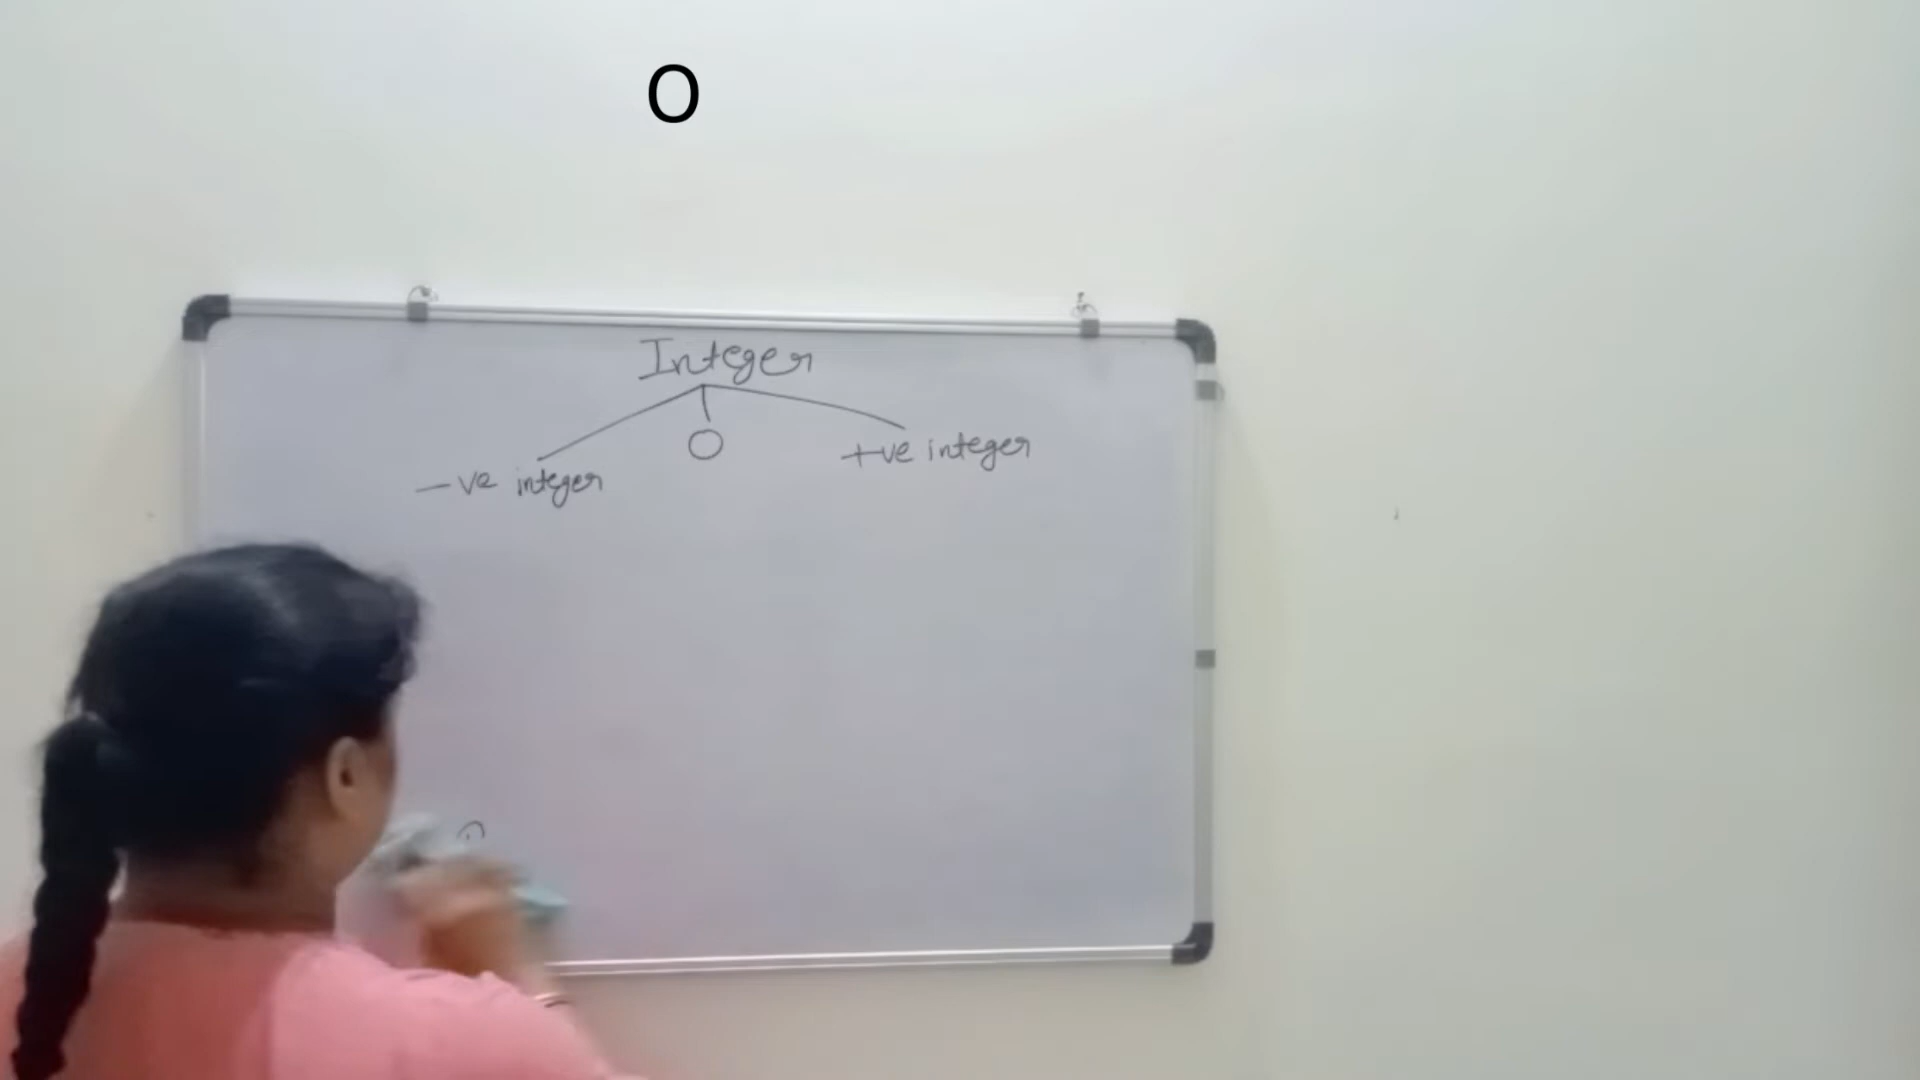 O
Integer
O
+ve integer
-ve integer